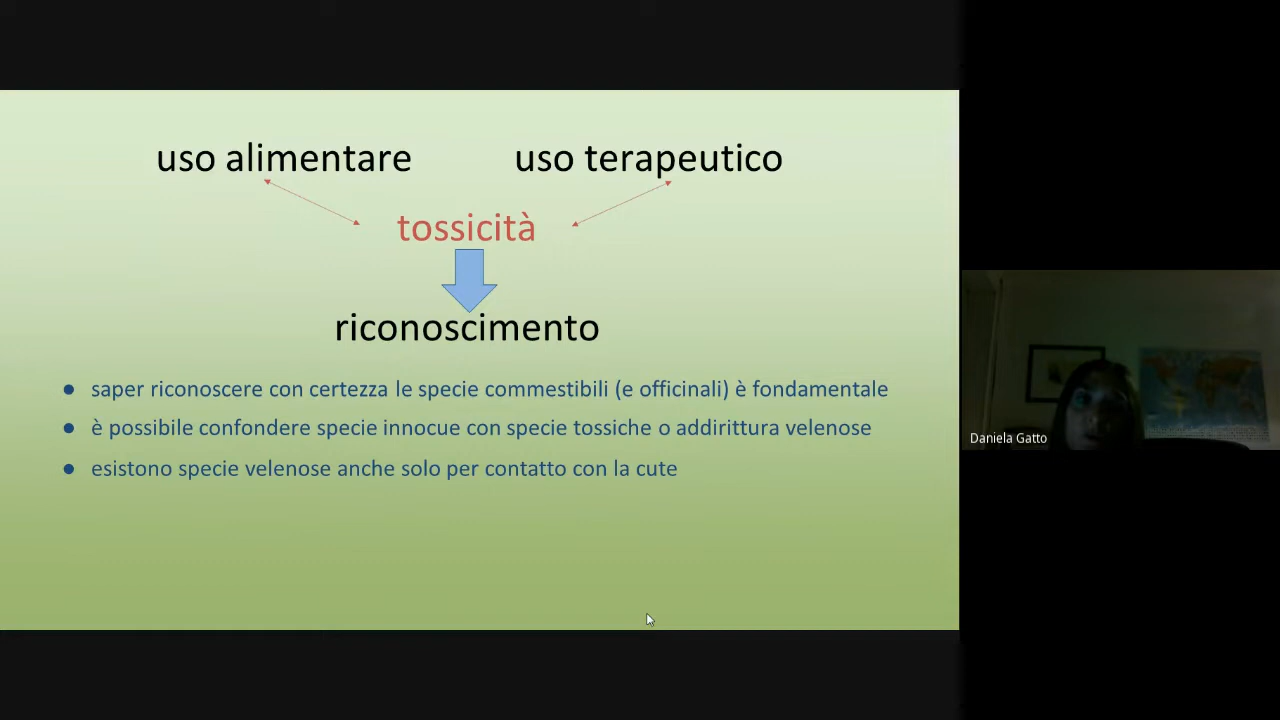 uso alimentare uso terapeutico
tossicità
riconoscimento
● saper riconoscere con certezza le specie commestibili (e officinali) è fondamentale
● è possibile confondere specie innocue con specie tossiche o addirittura velenose
● esistono specie velenose anche solo per contatto con la cute
Daniela Gatto